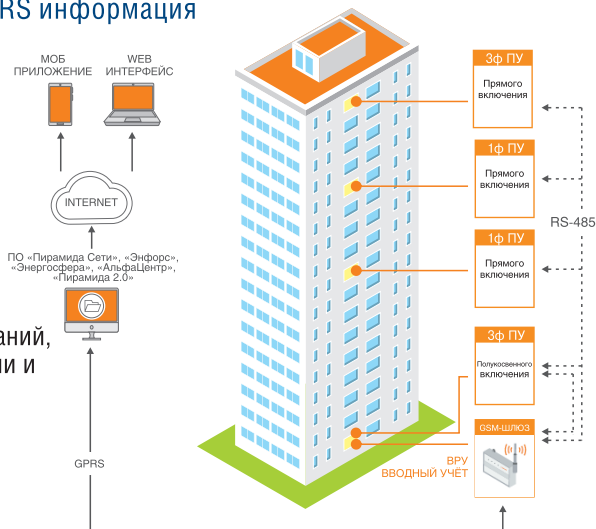 RS информация
МОБ
ПРИЛОЖЕНИЕ
WEB
ИНТЕРФЕЙС
INTERNET
ПО «Пирамида Сети», «Энфорс»,
«Энергосфера», «АльфаЦентр»,
«Пирамида 2.0»
аний,
ии и
GPRS
3ф ПУ
Прямого
включения
1ф ПУ
Прямого
включения
1ф ПУ
Прямого
включения
3ф ПУ
Полукосвенного
включения
GSM-ШЛЮЗ
RS-485
ВРУ
ВВОДНЫЙ УЧЁТ